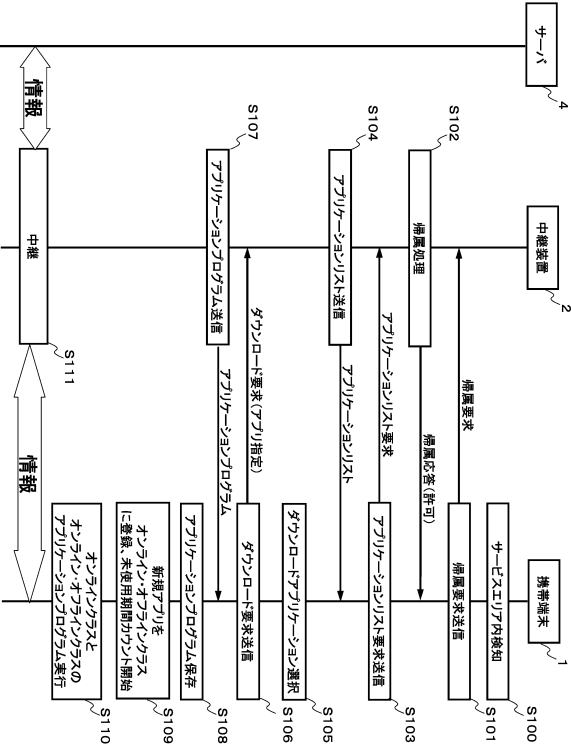 携帯端末
1
中継装置
2
サーバ
4
サービスエリア内検知
S100
帰属要求送信
S101
帰属要求
帰属処理
S102
帰属応答(許可)
アプリケーションリスト要求送信
S103
アプリケーションリスト要求
アプリケーションリスト送信
S104
アプリケーションリスト
ダウンロードアプリケーション選択
S105
ダウンロード要求送信
S106
ダウンロード要求(アプリ指定)
アプリケーションプログラム送信
S107
アプリケーションプログラム
アプリケーションプログラム保存
S108
新規アプリを
オンライン・オフラインクラス
に登録、未使用期間カウント開始
S109
オンラインクラスと
オンライン・オフラインクラスの
アプリケーションプログラム実行
S110
中継
S111
情報
情報